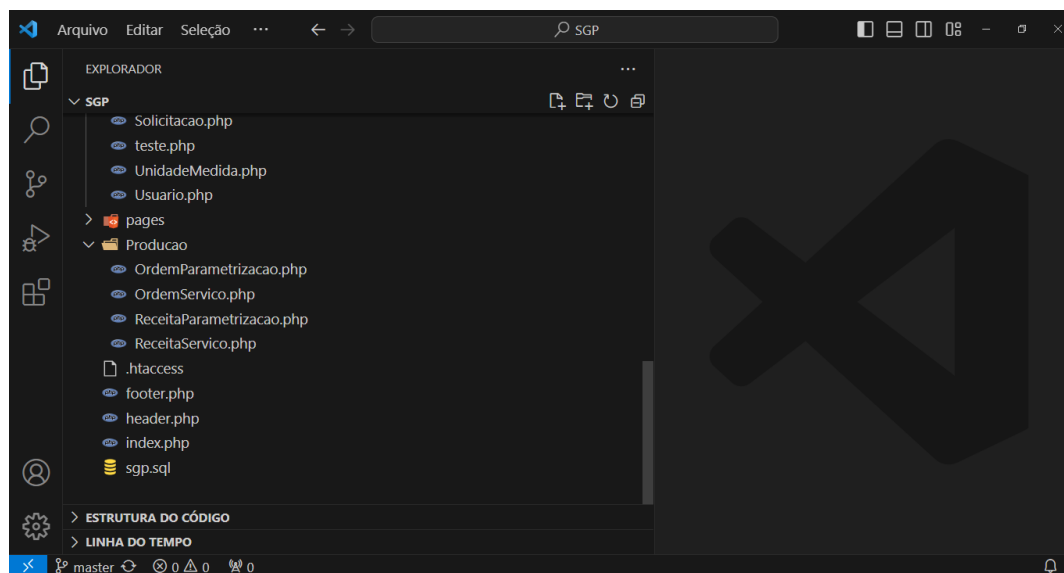 Arquivo Editar Seleção ··· SGP
EXPLORADOR ···
SGP
Solicitacao.php
teste.php
UnidadeMedida.php
Usuario.php
pages
Producao
OrdemParametrizacao.php
OrdemServico.php
ReceitaParametrizacao.php
ReceitaServico.php
.htaccess
footer.php
header.php
index.php
sgp.sql
ESTRUTURA DO CÓDIGO
LINHA DO TEMPO
master 0 0 0